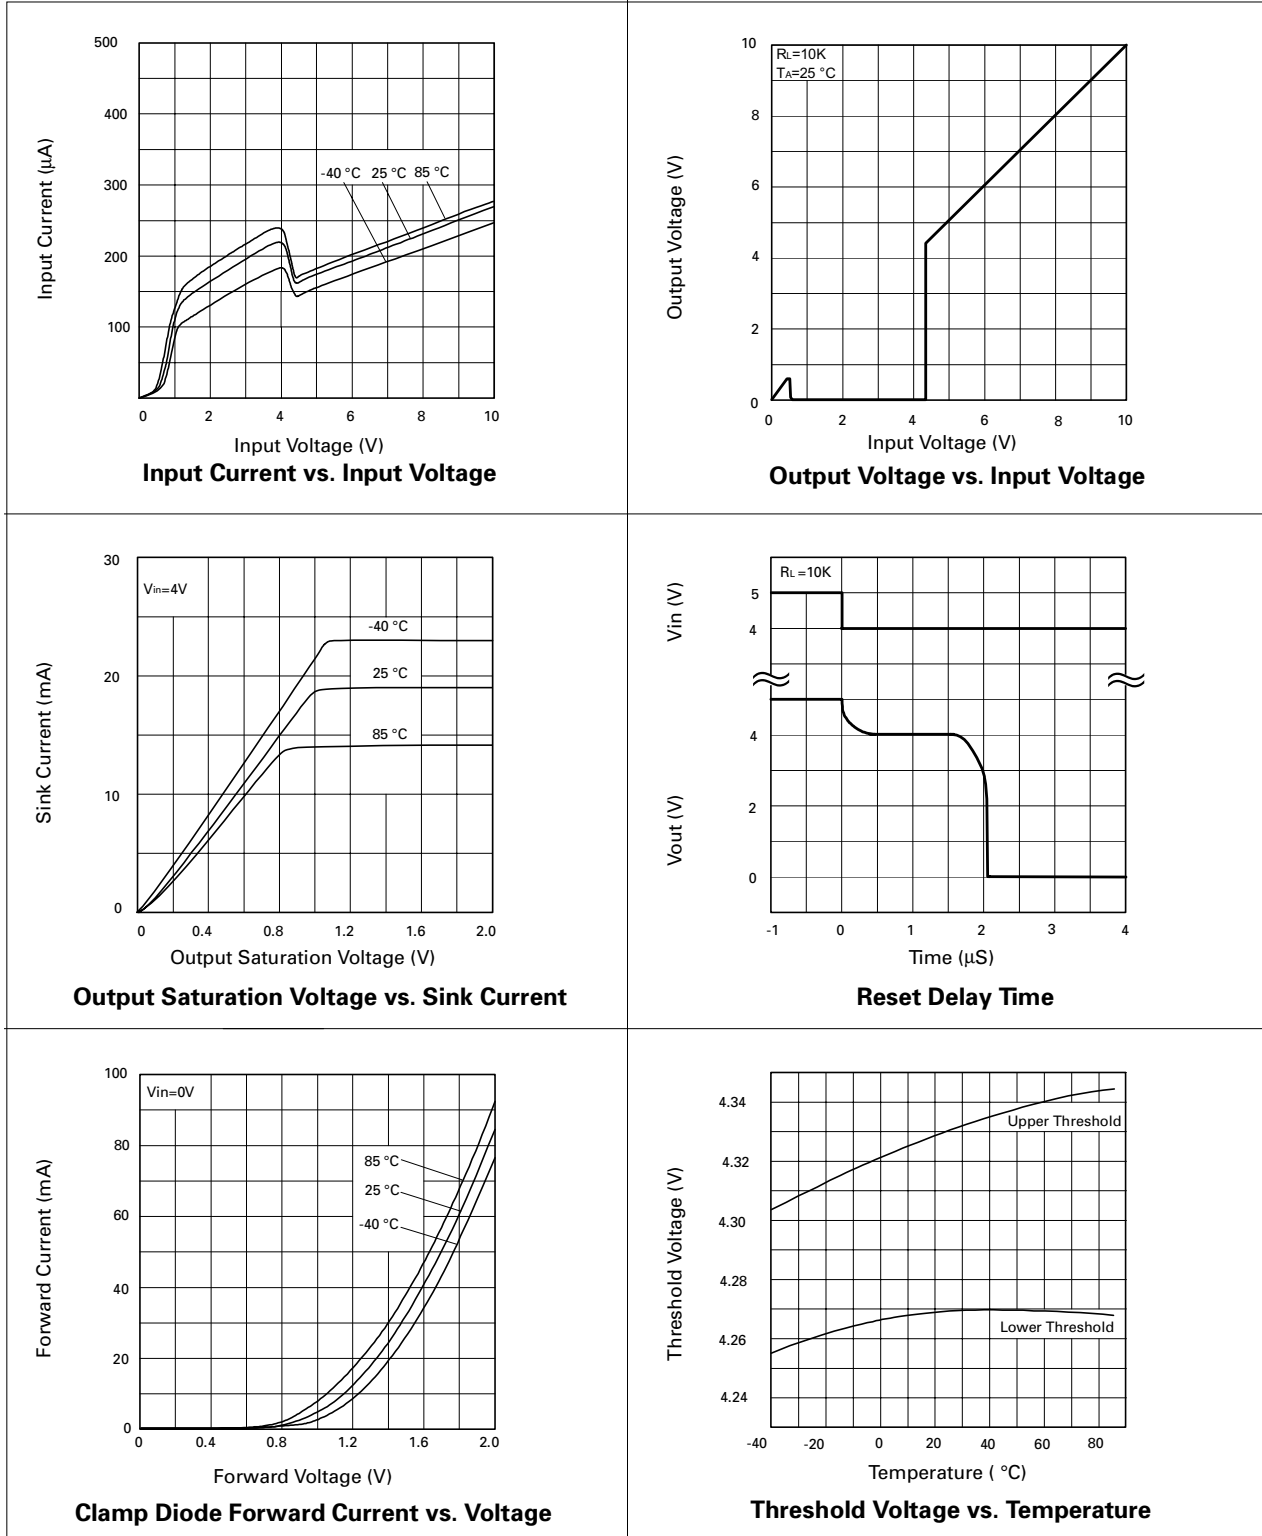 500
400
300
200
100
0
2
4
6
8
10
Input Current (μA)
-40 °C
25 °C
85 °C
Input Voltage (V)
Input Current vs. Input Voltage
10
8
6
4
2
0
0
2
4
6
8
10
Output Voltage (V)
RL=10K
TA=25 °C
Input Voltage (V)
Output Voltage vs. Input Voltage
30
20
10
0
0
0.4
0.8
1.2
1.6
2.0
Sink Current (mA)
Vin=4V
-40 °C
25 °C
85 °C
Output Saturation Voltage (V)
Output Saturation Voltage vs. Sink Current
Vin (V)
5
4
RL=10K
Vout (V)
4
2
0
-1
0
1
2
3
4
Time (μS)
Reset Delay Time
100
80
60
40
20
0
0
0.4
0.8
1.2
1.6
2.0
Forward Current (mA)
Vin=0V
85 °C
25 °C
-40 °C
Forward Voltage (V)
Clamp Diode Forward Current vs. Voltage
4.34
4.32
4.30
4.28
4.26
4.24
-40
-20
0
20
40
60
80
Threshold Voltage (V)
Upper Threshold
Lower Threshold
Temperature ( °C)
Threshold Voltage vs. Temperature